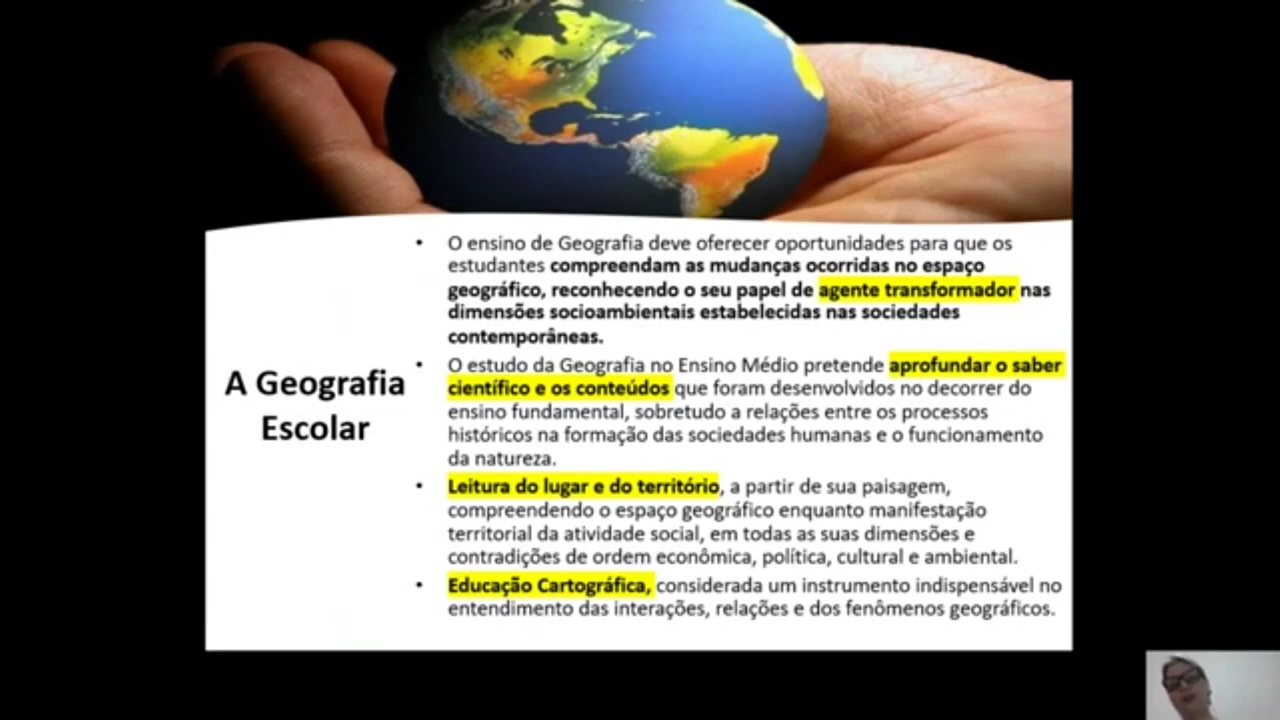 A Geografia
Escolar
• O ensino de Geografia deve oferecer oportunidades para que os
estudantes compreendam as mudanças ocorridas no espaço
geográfico, reconhecendo o seu papel de agente transformador nas
dimensões socioambientais estabelecidas nas sociedades
contemporâneas.
• O estudo da Geografia no Ensino Médio pretende aprofundar o saber
científico e os conteúdos que foram desenvolvidos no decorrer do
ensino fundamental, sobretudo a relações entre os processos
históricos na formação das sociedades humanas e o funcionamento
da natureza.
• Leitura do lugar e do território, a partir de sua paisagem,
compreendendo o espaço geográfico enquanto manifestação
territorial da atividade social, em todas as suas dimensões e
contradições de ordem econômica, política, cultural e ambiental.
• Educação Cartográfica, considerada um instrumento indispensável no
entendimento das interações, relações e dos fenômenos geográficos.